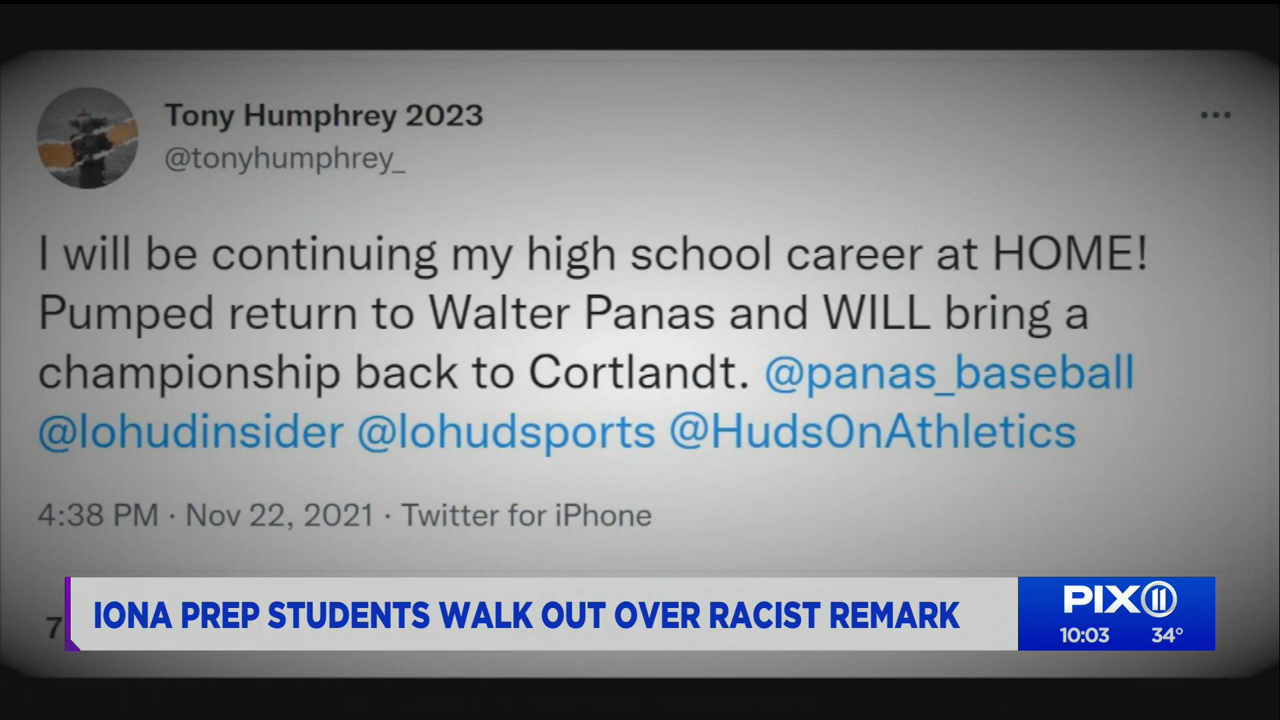 Tony Humphrey 2023
@tonyhumphrey_
I will be continuing my high school career at HOME!
Pumped return to Walter Panas and WILL bring a
championship back to Cortlandt. @panas_baseball
@lohudinsider @lohudsports @HudsOnAthletics
4:38 PM · Nov 22, 2021 · Twitter for iPhone
7
IONA PREP STUDENTS WALK OUT OVER RACIST REMARK
PIX11
10:03 34°